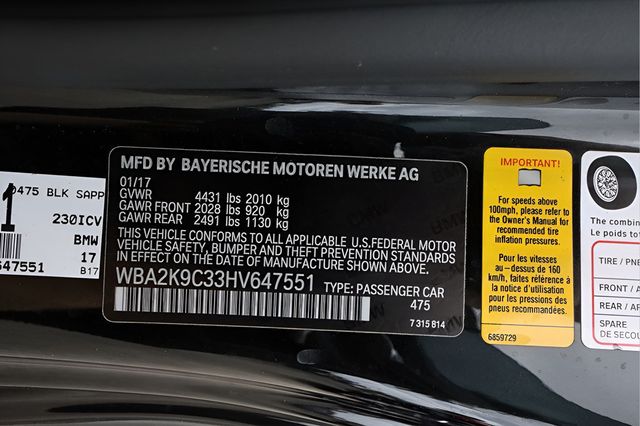 0475 BLK SAPP
230ICV
BMW
17
647551 B17
MFD BY BAYERISCHE MOTOREN WERKE AG
01/17
GVWR 4431 lbs 2010 kg
GAWR FRONT 2028 lbs 920 kg
GAWR REAR 2491 lbs 1130 kg
THIS VEHICLE CONFORMS TO ALL APPLICABLE U.S.FEDERAL MOTOR
VEHICLE SAFETY, BUMPER AND THEFT PREVENTION STANDARDS
IN EFFECT ON THE DATE OF MANUFACTURE SHOWN ABOVE.
WBA2K9C33HV647551 TYPE: PASSENGER CAR
475
7 315 814
IMPORTANT!
For speeds above
100mph, please refer to
the Owner's Manual for
recommended tire
inflation pressures.
Pour les vitesses
au-dessus de 160
km/h, faites référence
à la notice d'utilisation
pour les pressions des
pneus recommandées.
6859729
The combine
Le poids tot
TIRE / PNE
FRONT / A
REAR / AR
SPARE
DE SECOU